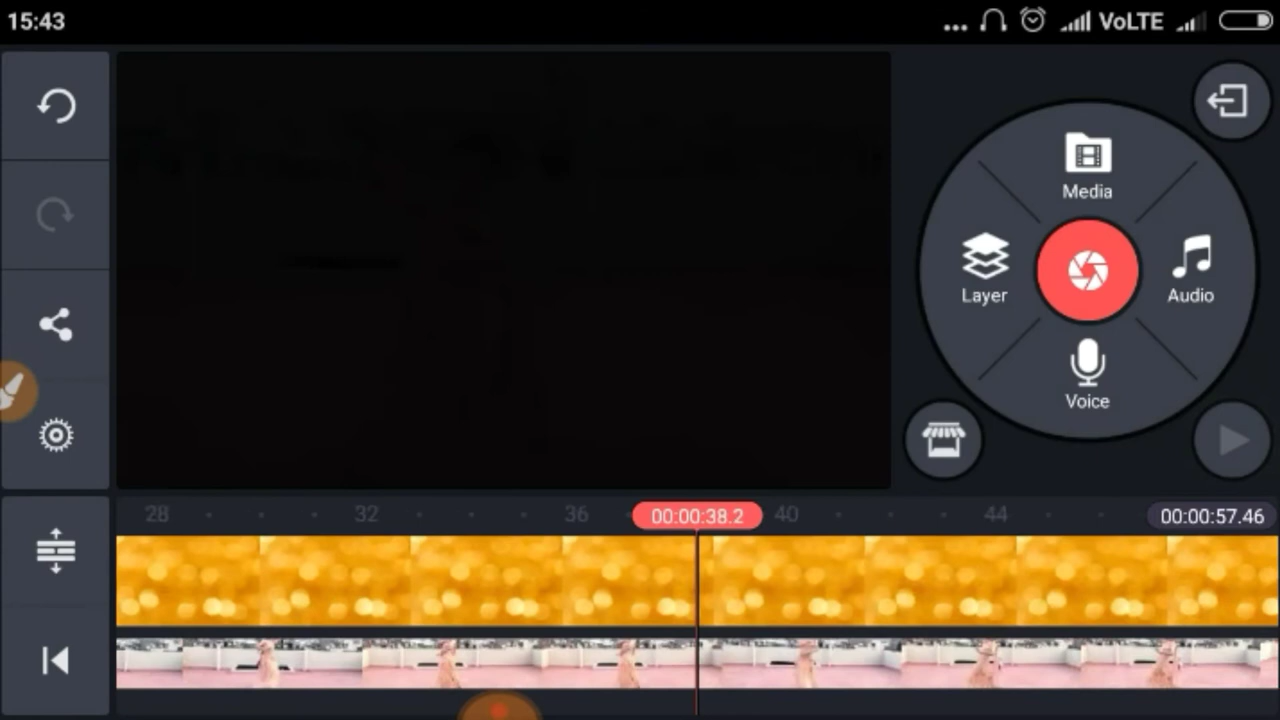 15:43
... VoLTE
Media
Layer
Audio
Voice
28 32 36 00:00:38.2 40 44 00:00:57.46